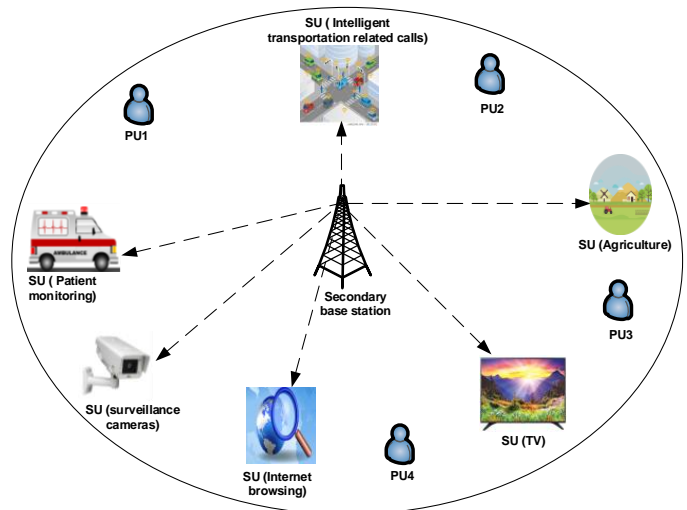 SU ( Intelligent
transportation related calls)
PU1
PU2
AMBULANCE
SU ( Patient
monitoring)
SU (Agriculture)
Secondary
base station
PU3
SU (surveillance
cameras)
SU (TV)
SU (Internet
browsing)
PU4